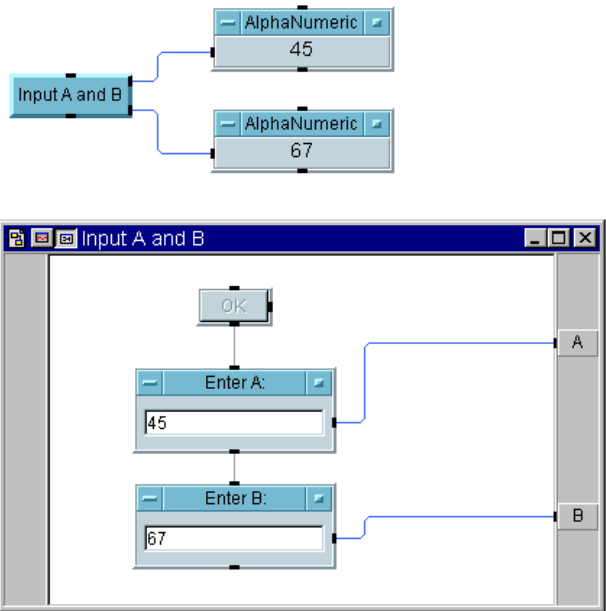 AlphaNumeric
45
Input A and B
AlphaNumeric
67
Input A and B
OK
A
Enter A:
45
Enter B:
B
67